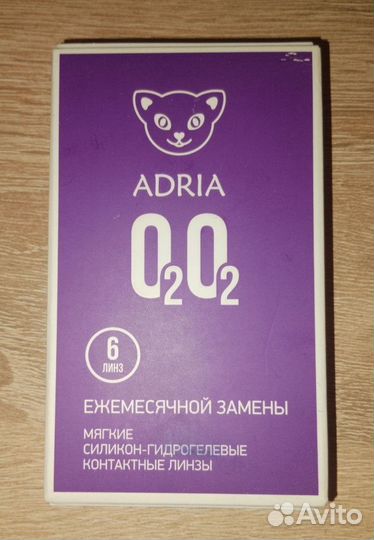 ADRIA
O₂O₂
6
ЛИНЗ
ЕЖЕМЕСЯЧНОЙ ЗАМЕНЫ
МЯГКИЕ
СИЛИКОН-ГИДРОГЕЛЕВЫЕ
КОНТАКТНЫЕ ЛИНЗЫ
Avito